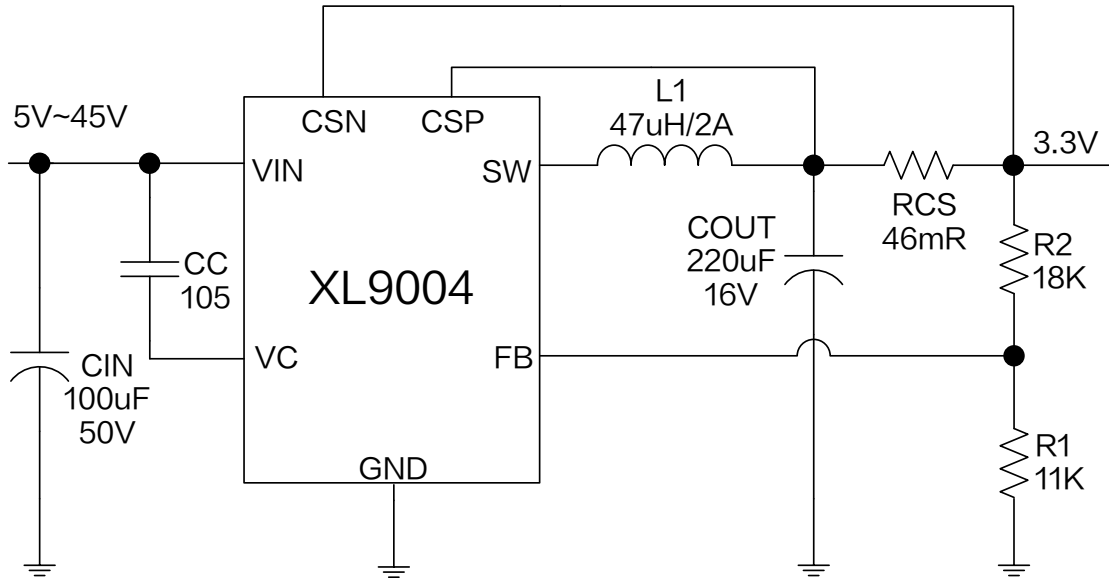 5V~45V
CSN
CSP
L1
47uH/2A
3.3V
VIN
SW
RCS
46mR
CC
105
XL9004
COUT
220uF
16V
R2
18K
VC
FB
CIN
100uF
50V
GND
R1
11K